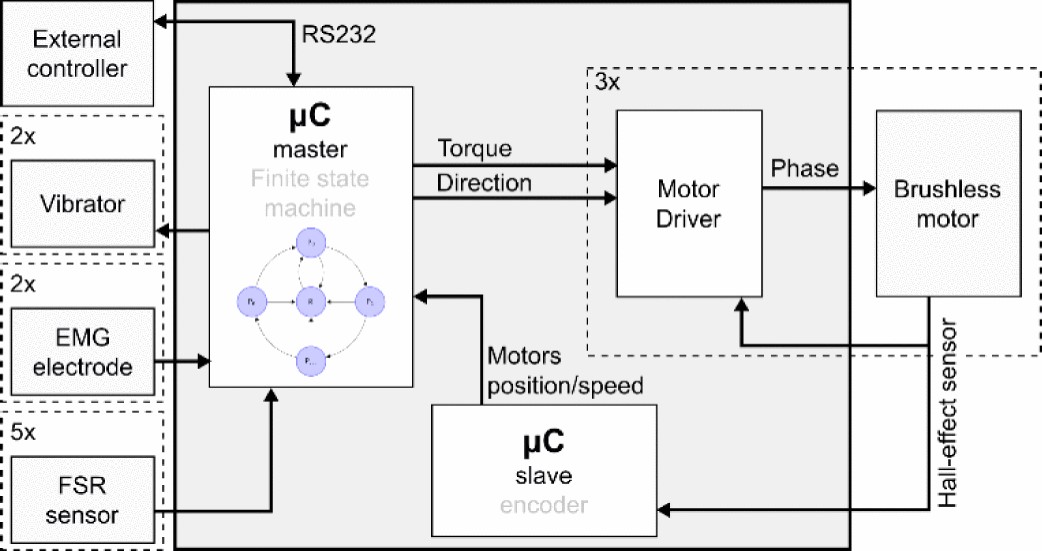 External
controller
RS232
2x
Vibrator
2x
EMG
electrode
5x
FSR
sensor
µC
master
Finite state
machine
Torque
Direction
3x
Motor
Driver
Phase
Brushless
motor
Motors
position/speed
µC
slave
encoder
Hall-effect sensor